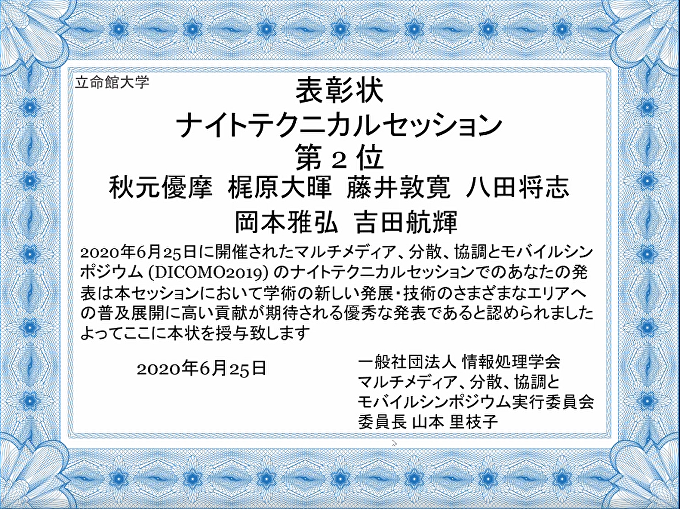 立命館大学
表彰状
ナイトテクニカルセッション
第 2 位
秋元優摩 梶原大暉 藤井敦寛 八田将志
岡本雅弘 吉田航輝
2020年6月25日に開催されたマルチメディア、分散、協調とモバイルシン
ポジウム (DICOMO2019) のナイトテクニカルセッションでのあなたの発
表は本セッションにおいて学術の新しい発展・技術のさまざまなエリアへ
の普及展開に高い貢献が期待される優秀な発表であると認められました
よってここに本状を授与致します
2020年6月25日
一般社団法人 情報処理学会
マルチメディア、分散、協調と
モバイルシンポジウム実行委員会
委員長 山本 里枝子